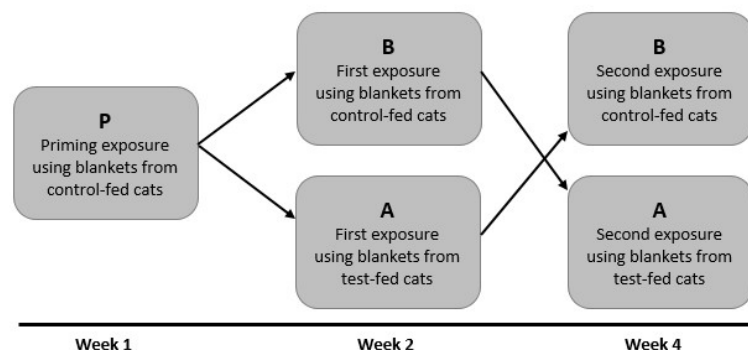 P
Priming exposure
using blankets from
control-fed cats
B
First exposure
using blankets from
control-fed cats
A
First exposure
using blankets from
test-fed cats
B
Second exposure
using blankets from
control-fed cats
A
Second exposure
using blankets from
test-fed cats
Week 1
Week 2
Week 4